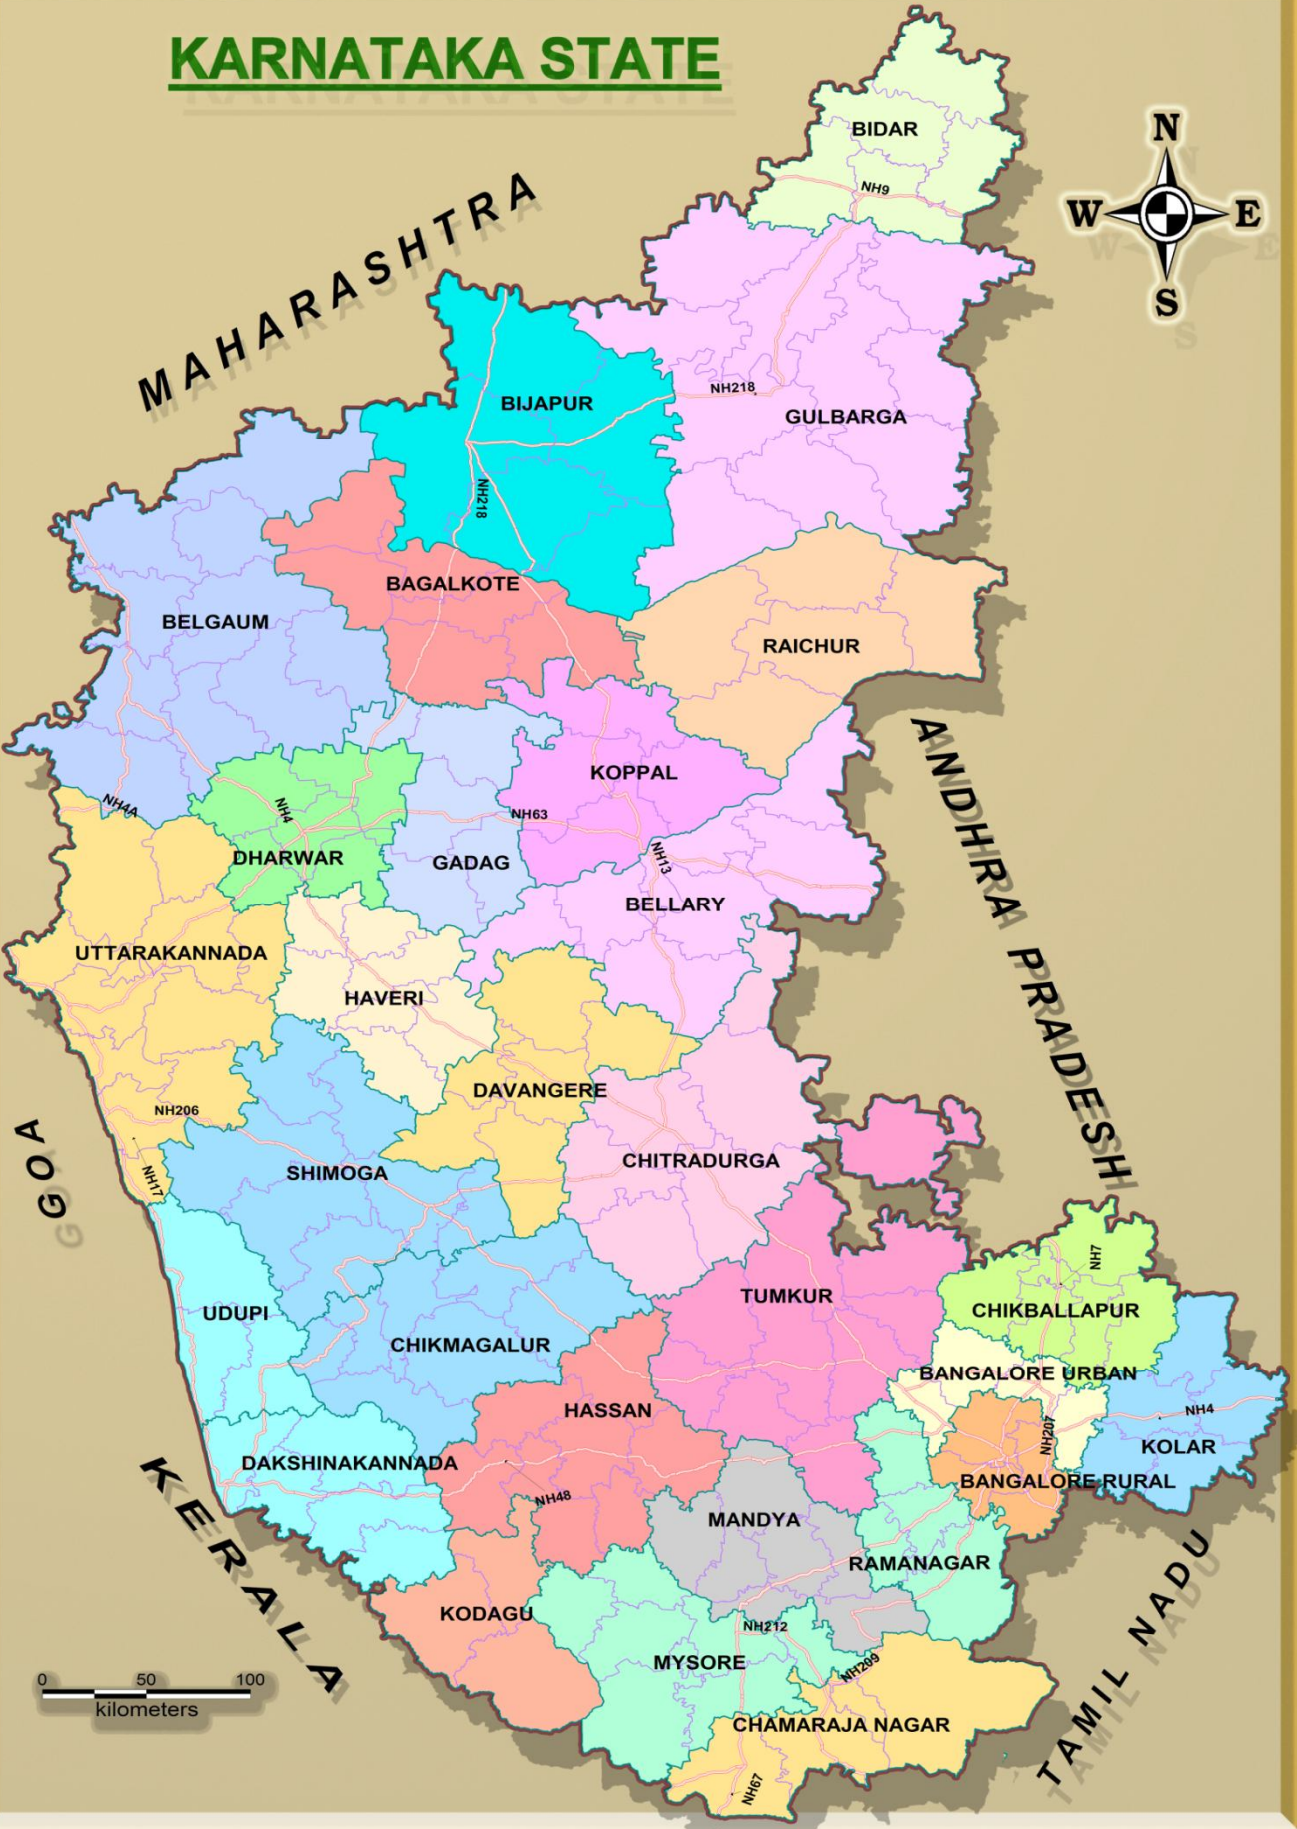 KARNATAKA STATE
N
W E
S
MAHARASHTRA
BIDAR
NH9
NH218
GULBARGA
BIJAPUR
NH218
BAGALKOTE
BELGAUM
RAICHUR
ANDHRA PRADESH
KOPPAL
NH4A
NH4
NH63
DHARWAR
GADAG
NH13
BELLARY
UTTARAKANNADA
HAVERI
DAVANGERE
NH206
GOA
NH17
SHIMOGA
CHITRADURGA
NH7
UDUPI
TUMKUR
CHIKBALLAPUR
CHIKMAGALUR
BANGALORE URBAN
HASSAN
NH4
NH207
KOLAR
DAKSHINAKANNADA
BANGALORE RURAL
KERALA
NH48
MANDYA
RAMANAGAR
TAMIL NADU
KODAGU
NH212
MYSORE
NH209
0 50 100
kilometers
CHAMARAJA NAGAR
NH67